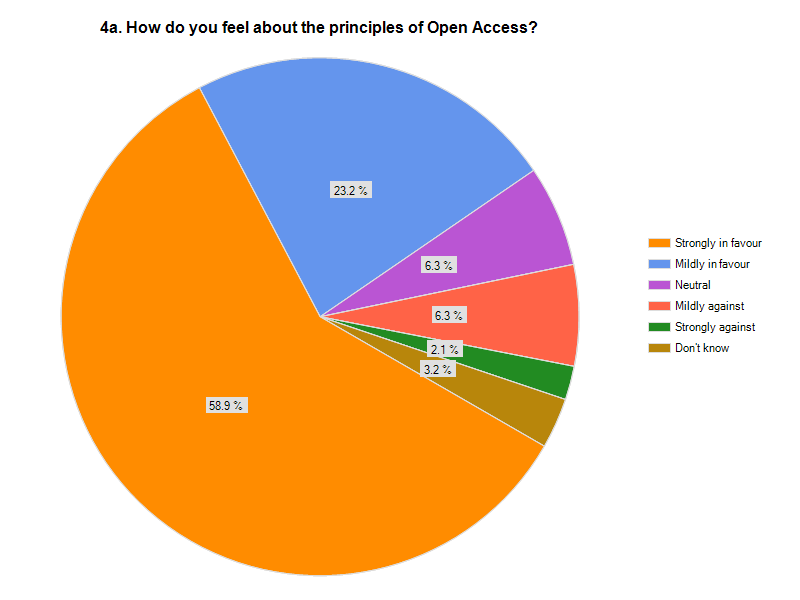 4a. How do you feel about the principles of Open Access?
23.2 %
6.3 %
6.3 %
2.1 %
3.2 %
58.9 %
Strongly in favour
Mildly in favour
Neutral
Mildly against
Strongly against
Don't know